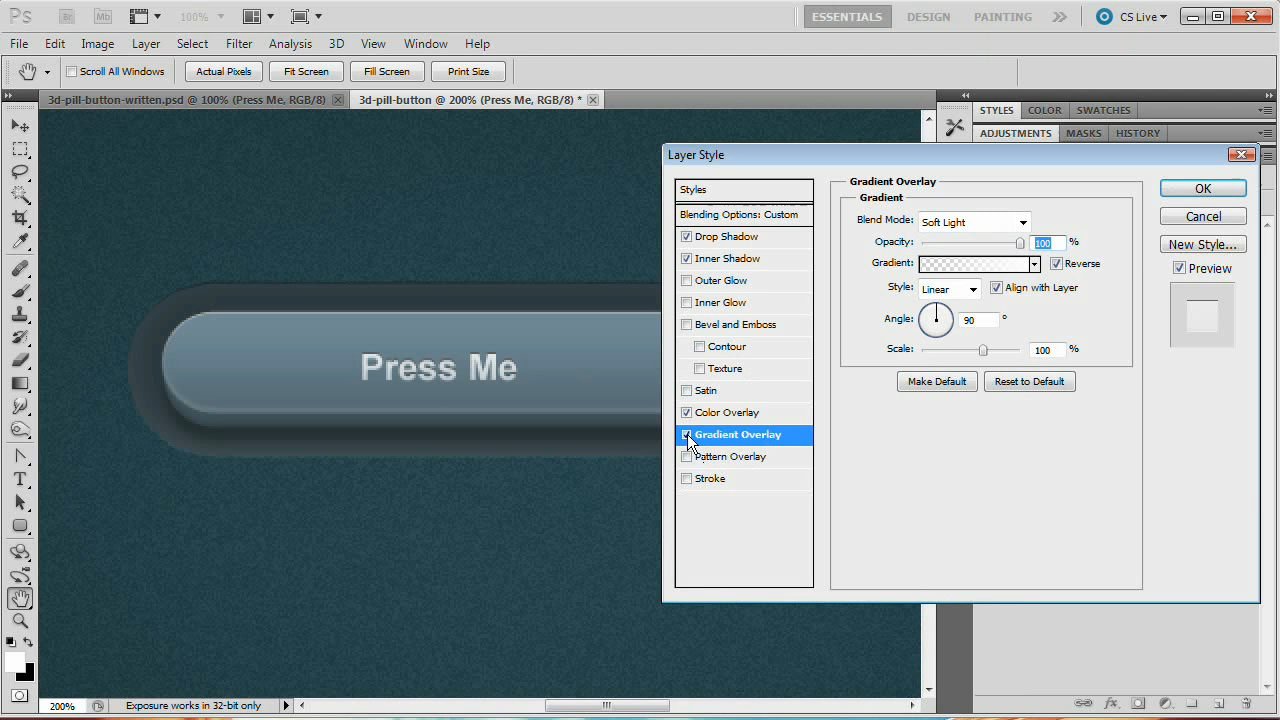 Ps Br Mb 100% ESSENTIALS DESIGN PAINTING CS Live
File Edit Image Layer Select Filter Analysis 3D View Window Help
Scroll All Windows Actual Pixels Fit Screen Fill Screen Print Size
3d-pill-button-written.psd @ 100% (Press Me, RGB/8) 3d-pill-button @ 200% (Press Me, RGB/8) *
STYLES COLOR SWATCHES
ADJUSTMENTS MASKS HISTORY
Layer Style
Styles
Blending Options: Custom
Drop Shadow
Inner Shadow
Outer Glow
Inner Glow
Bevel and Emboss
Contour
Texture
Satin
Color Overlay
Gradient Overlay
Pattern Overlay
Stroke
Gradient Overlay
Gradient
Blend Mode: Soft Light
Opacity: 100 %
Gradient: Reverse
Style: Linear Align with Layer
Angle: 90 °
Scale: 100 %
Make Default Reset to Default
OK
Cancel
New Style...
Preview
Press Me
200% Exposure works in 32-bit only